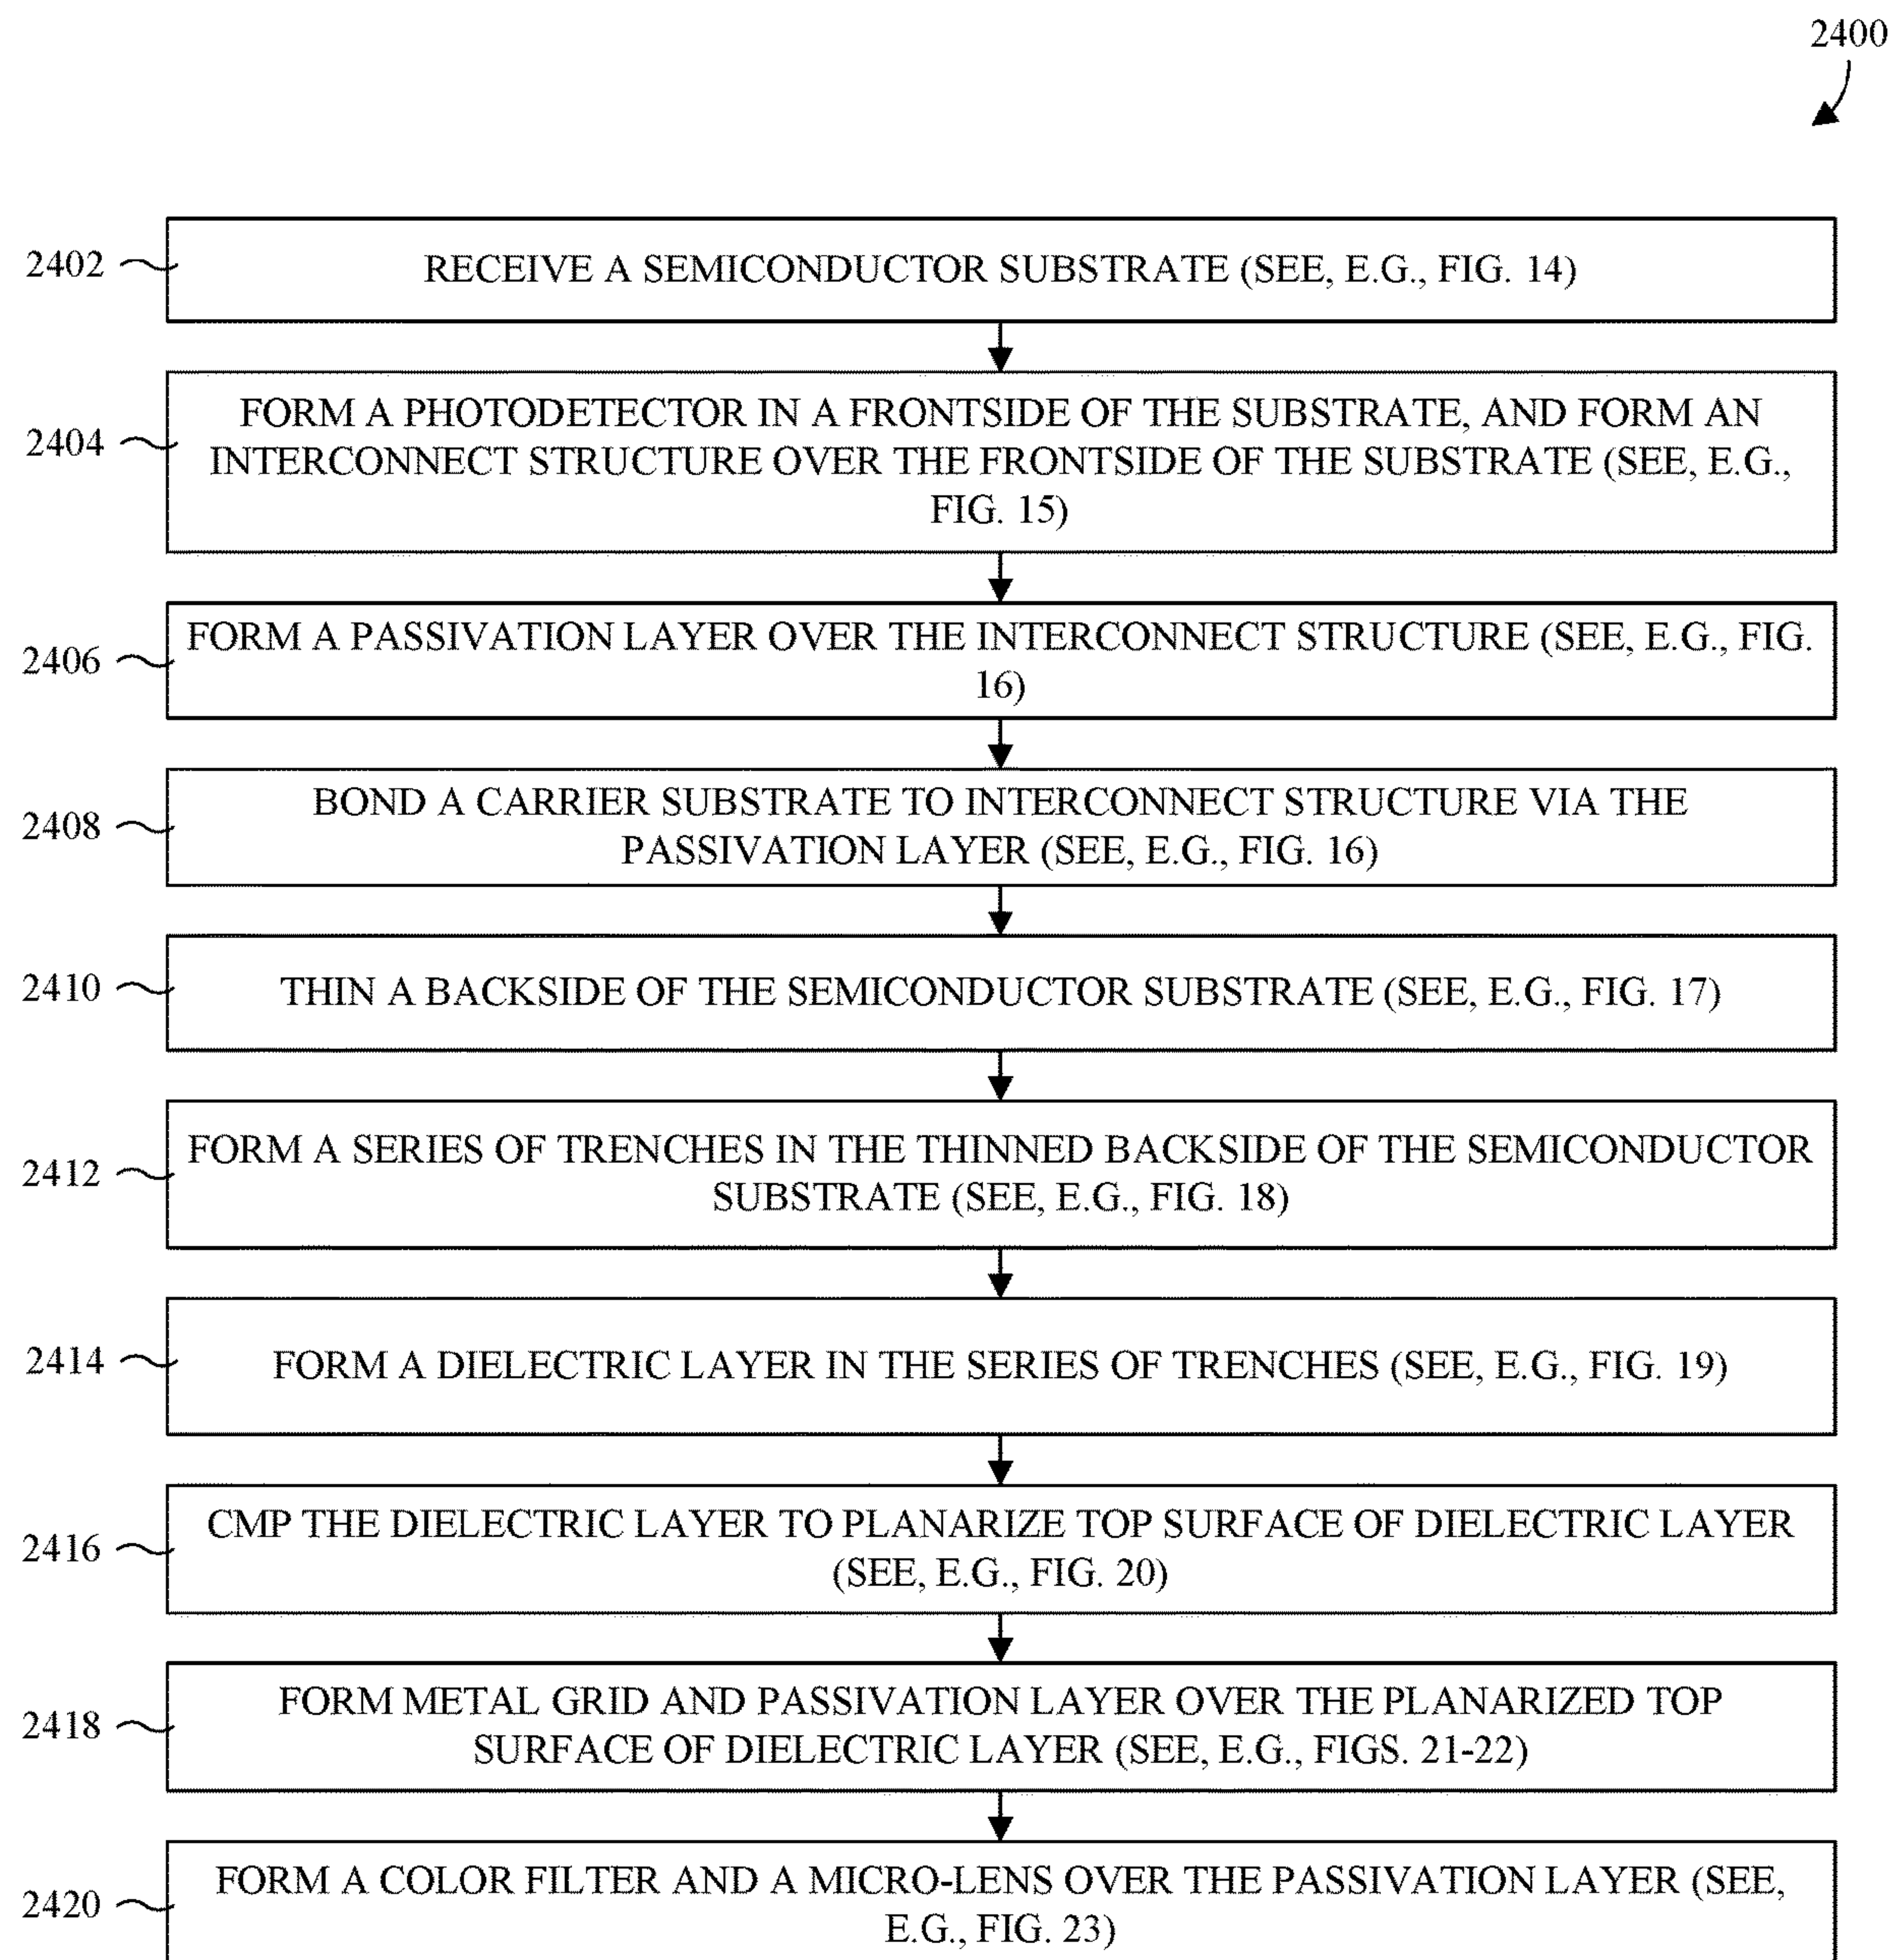 2400
2402
RECEIVE A SEMICONDUCTOR SUBSTRATE (SEE, E.G., FIG. 14)
2404
FORM A PHOTODETECTOR IN A FRONTSIDE OF THE SUBSTRATE, AND FORM AN
INTERCONNECT STRUCTURE OVER THE FRONTSIDE OF THE SUBSTRATE (SEE, E.G.,
FIG. 15)
2406
FORM A PASSIVATION LAYER OVER THE INTERCONNECT STRUCTURE (SEE, E.G., FIG.
16)
2408
BOND A CARRIER SUBSTRATE TO INTERCONNECT STRUCTURE VIA THE
PASSIVATION LAYER (SEE, E.G., FIG. 16)
2410
THIN A BACKSIDE OF THE SEMICONDUCTOR SUBSTRATE (SEE, E.G., FIG. 17)
2412
FORM A SERIES OF TRENCHES IN THE THINNED BACKSIDE OF THE SEMICONDUCTOR
SUBSTRATE (SEE, E.G., FIG. 18)
2414
FORM A DIELECTRIC LAYER IN THE SERIES OF TRENCHES (SEE, E.G., FIG. 19)
2416
CMP THE DIELECTRIC LAYER TO PLANARIZE TOP SURFACE OF DIELECTRIC LAYER
(SEE, E.G., FIG. 20)
2418
FORM METAL GRID AND PASSIVATION LAYER OVER THE PLANARIZED TOP
SURFACE OF DIELECTRIC LAYER (SEE, E.G., FIGS. 21-22)
2420
FORM A COLOR FILTER AND A MICRO-LENS OVER THE PASSIVATION LAYER (SEE,
E.G., FIG. 23)